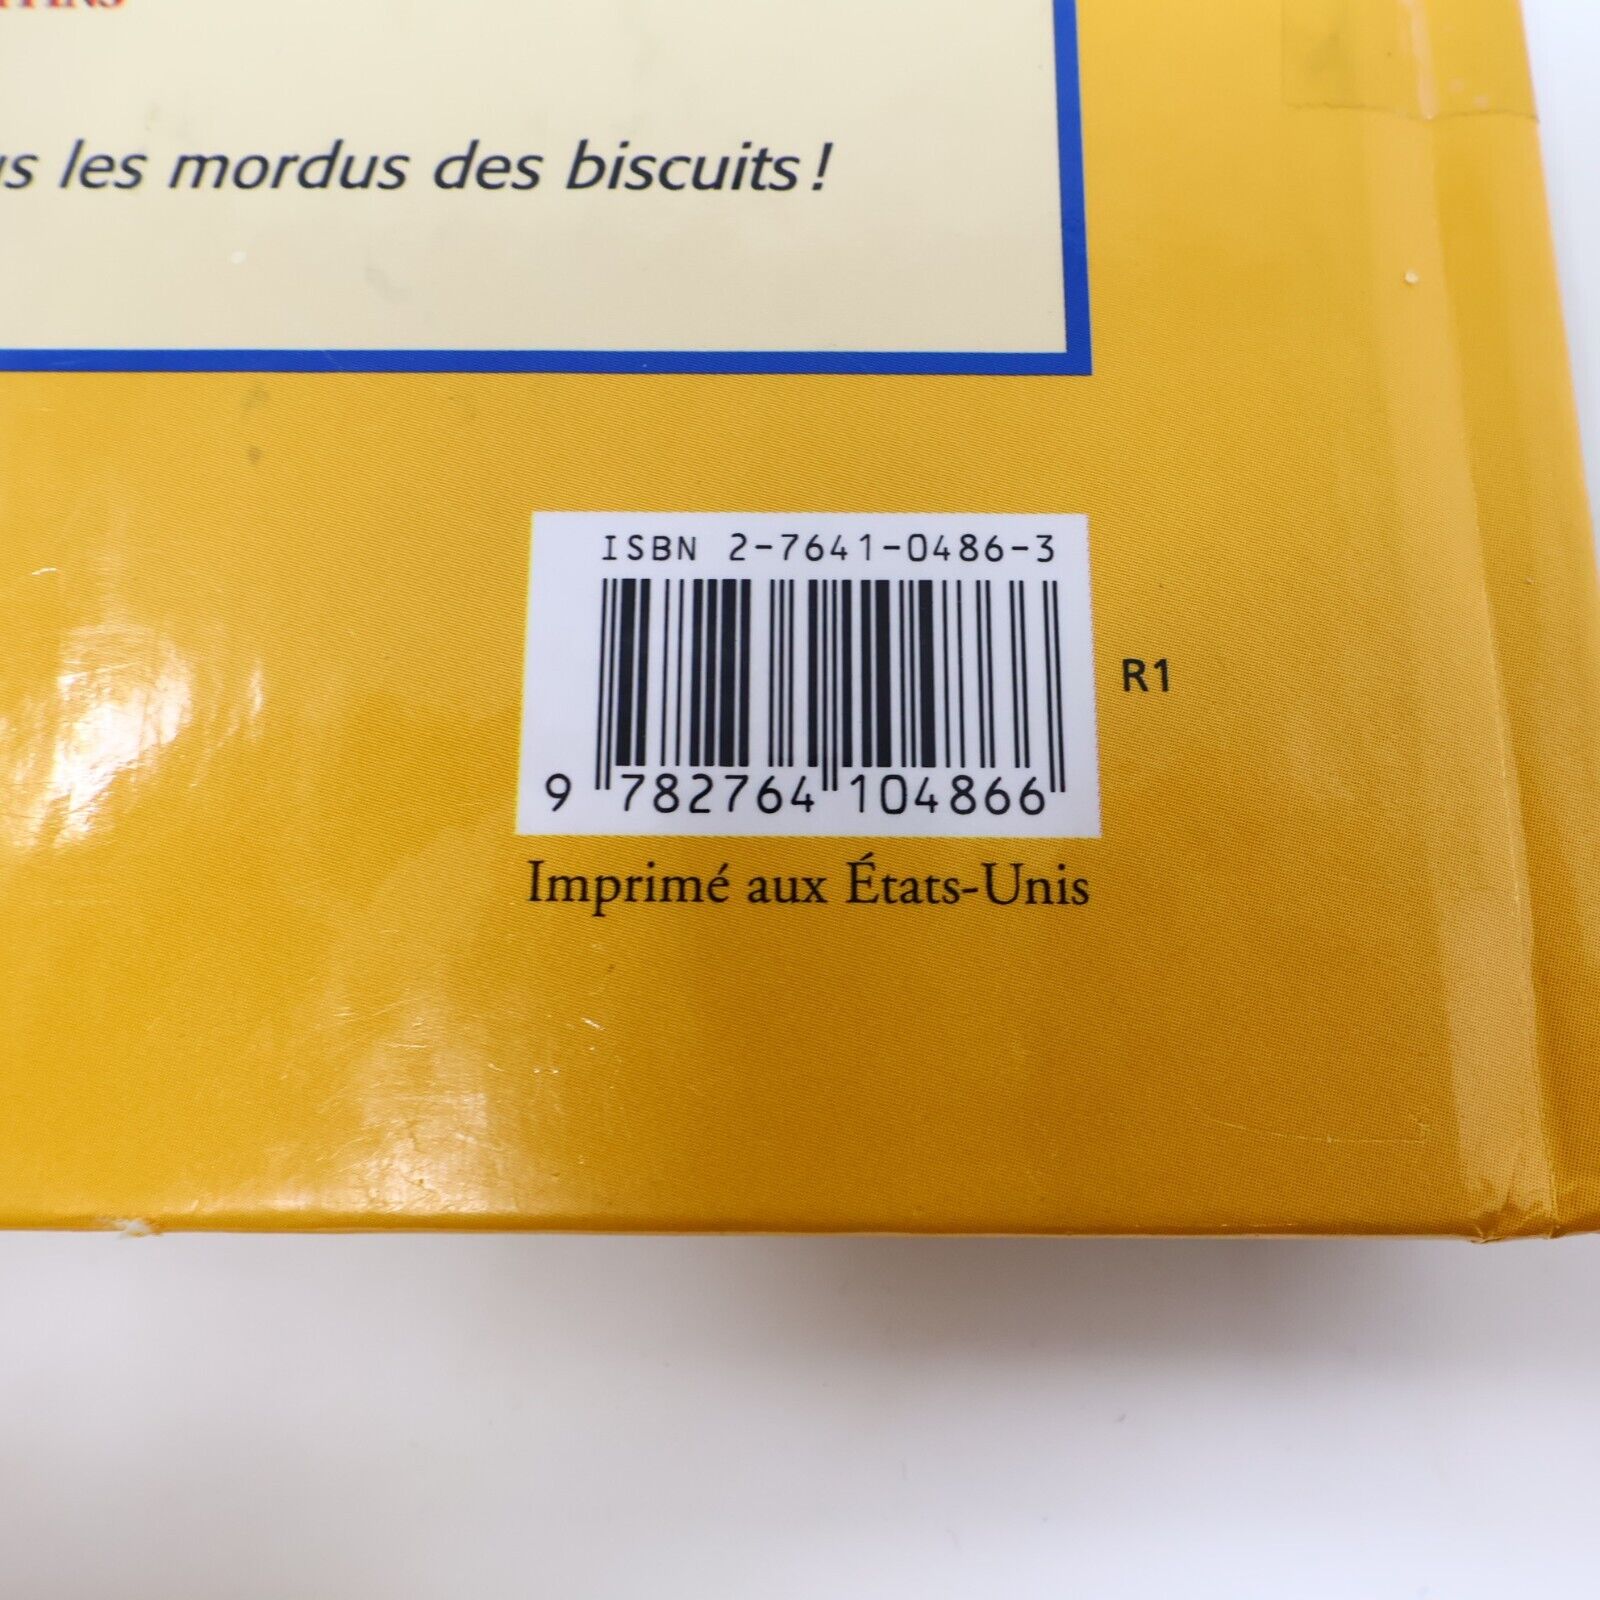 les mordus des biscuits !
ISBN 2-7641-0486-3
9 782764 104866
R1
Imprimé aux États-Unis